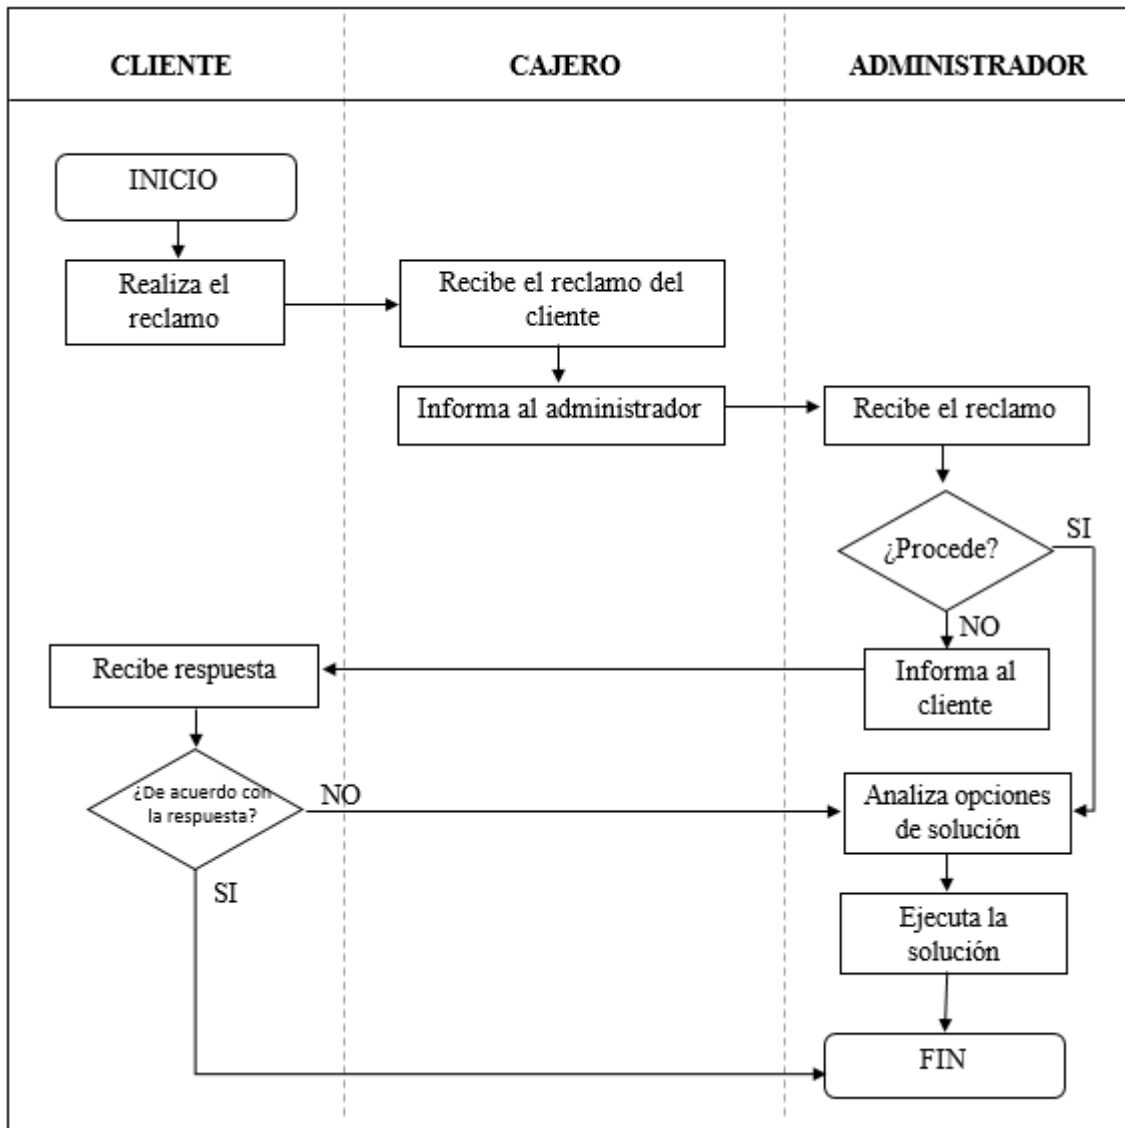 CLIENTE
CAJERO
ADMINISTRADOR
INICIO
Realiza el
reclamo
Recibe el reclamo del
cliente
Informa al administrador
Recibe el reclamo
¿Procede?
SI
NO
Informa al
cliente
Recibe respuesta
¿De acuerdo con
la respuesta?
NO
SI
Analiza opciones
de solución
Ejecuta la
solución
FIN